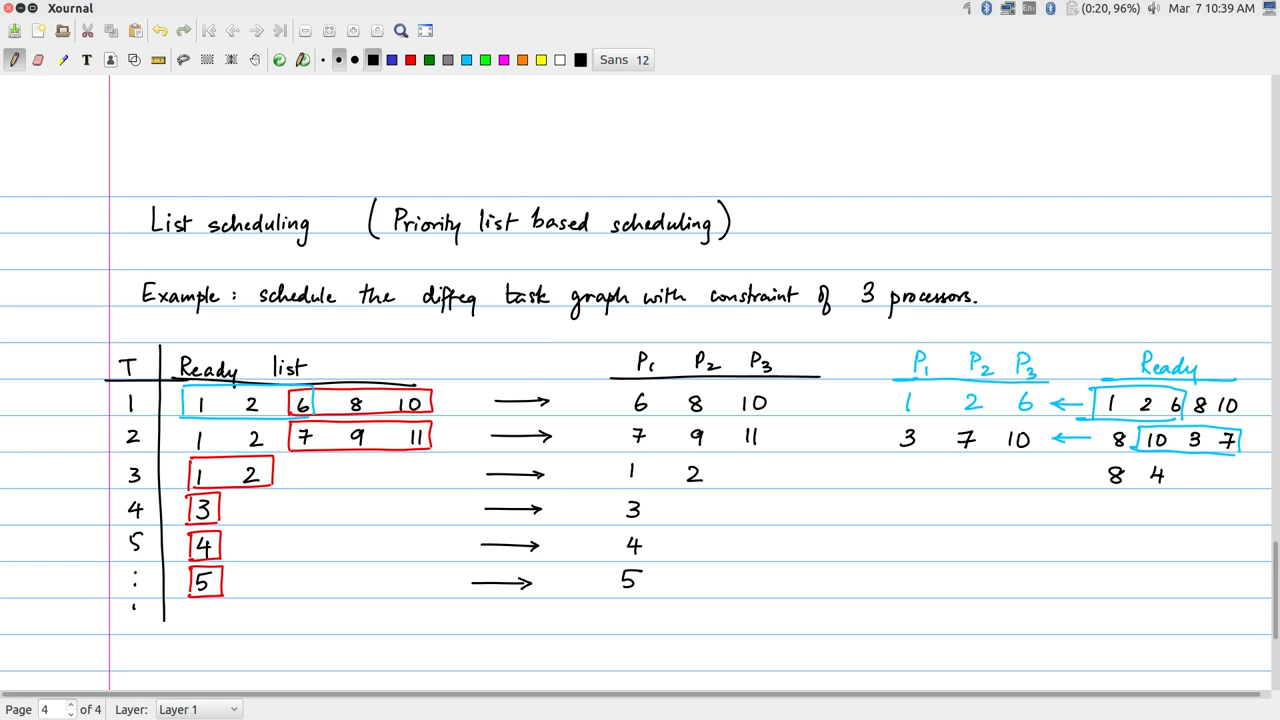 Xournal
(0:20, 96%) Mar 7 10:39 AM
Sans 12
List scheduling (Priority list based scheduling)
Example: schedule the diffeq task graph with constraint of 3 processors.
T Ready list P1 P2 P3 P1 P2 P3 Ready
1 1 2 6 8 10 → 6 8 10 1 2 6 ← 1 2 6 8 10
2 1 2 7 9 11 → 7 9 11 3 7 10 ← 8 10 3 7
3 1 2 → 1 2 8 4
4 3 → 3
5 4 → 4
: 5 → 5
Page 4 of 4 Layer: Layer 1